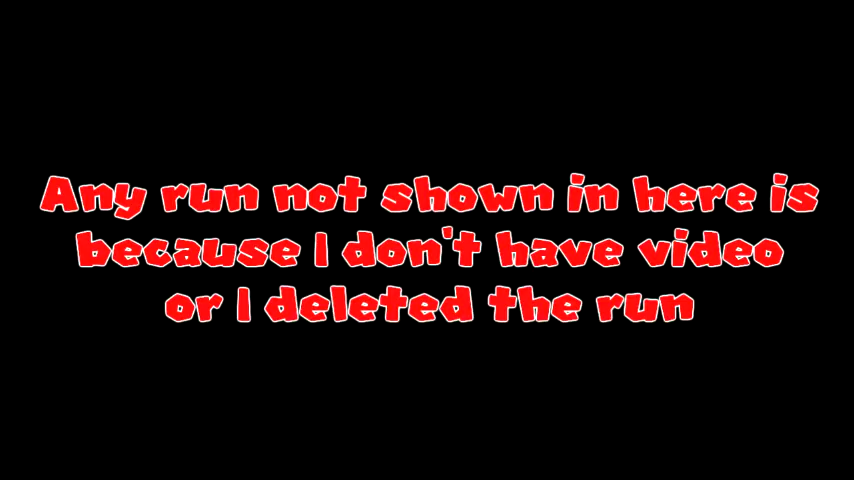 Any run not shown in here is
because I don't have video
or I deleted the run